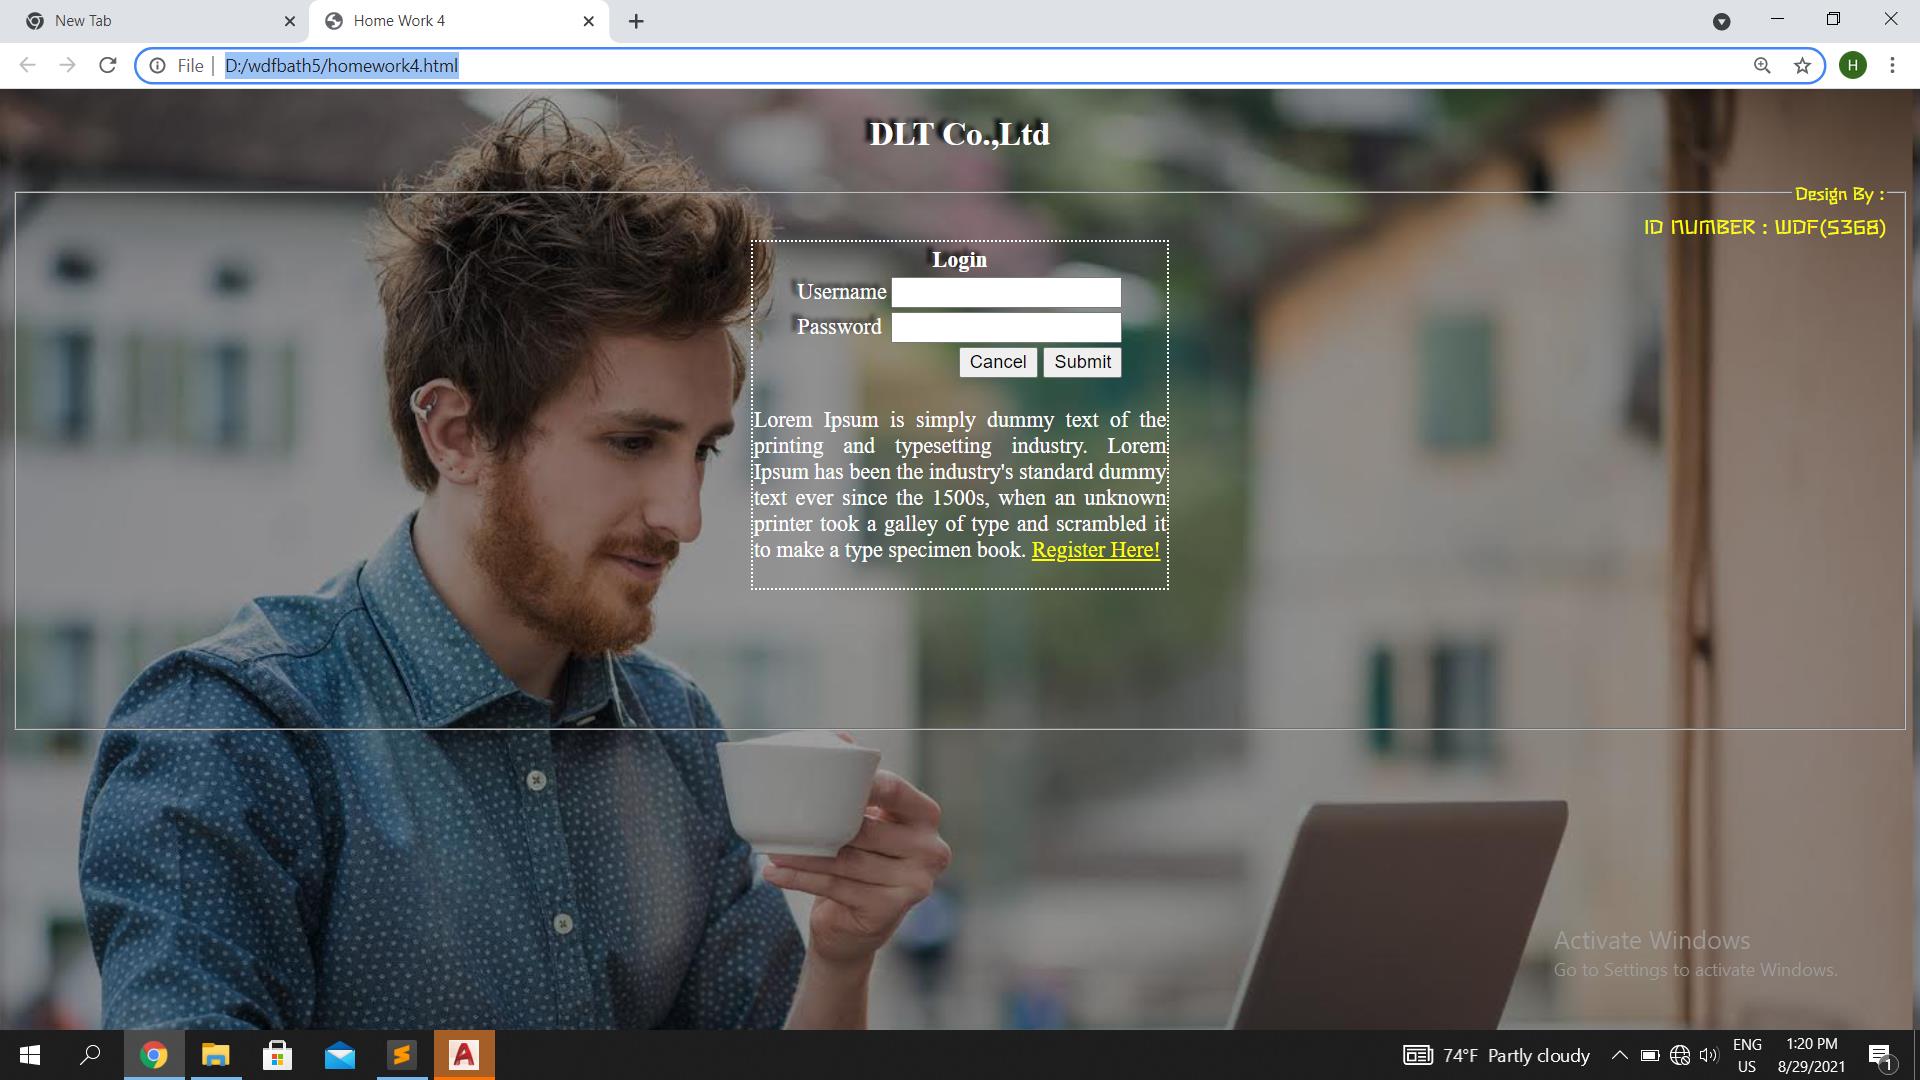 New Tab
Home Work 4
File
D:/wdfbath5/homework4.html
H
DLT Co.,Ltd
Design By :
ID NUMBER : WDF(5368)
Login
Username
Password
Cancel Submit
Lorem Ipsum is simply dummy text of the
printing and typesetting industry. Lorem
Ipsum has been the industry's standard dummy
text ever since the 1500s, when an unknown
printer took a galley of type and scrambled it
to make a type specimen book. Register Here!
Activate Windows
Go to Settings to activate Windows.
74°F Partly cloudy
ENG
US
1:20 PM
8/29/2021
1